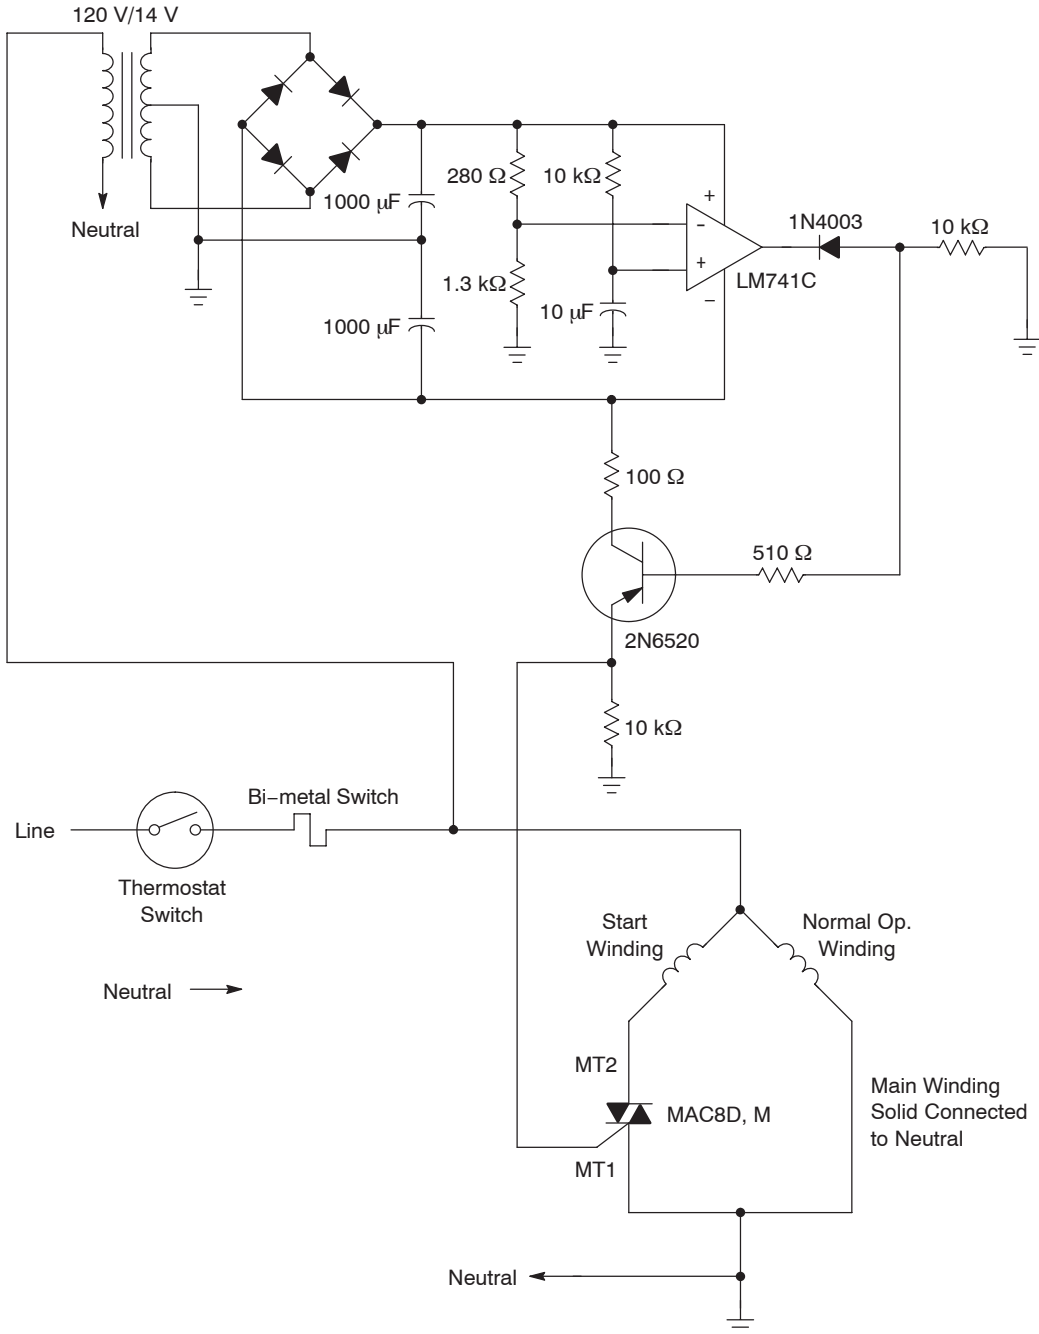 120 V/14 V
Neutral
1000 µF
280 Ω
10 kΩ
+
-
+
−
LM741C
1N4003
10 kΩ
1.3 kΩ
10 µF
1000 µF
100 Ω
510 Ω
2N6520
10 kΩ
Line
Bi−metal Switch
Thermostat
Switch
Neutral
Start
Winding
Normal Op.
Winding
MT2
MAC8D, M
MT1
Main Winding
Solid Connected
to Neutral
Neutral